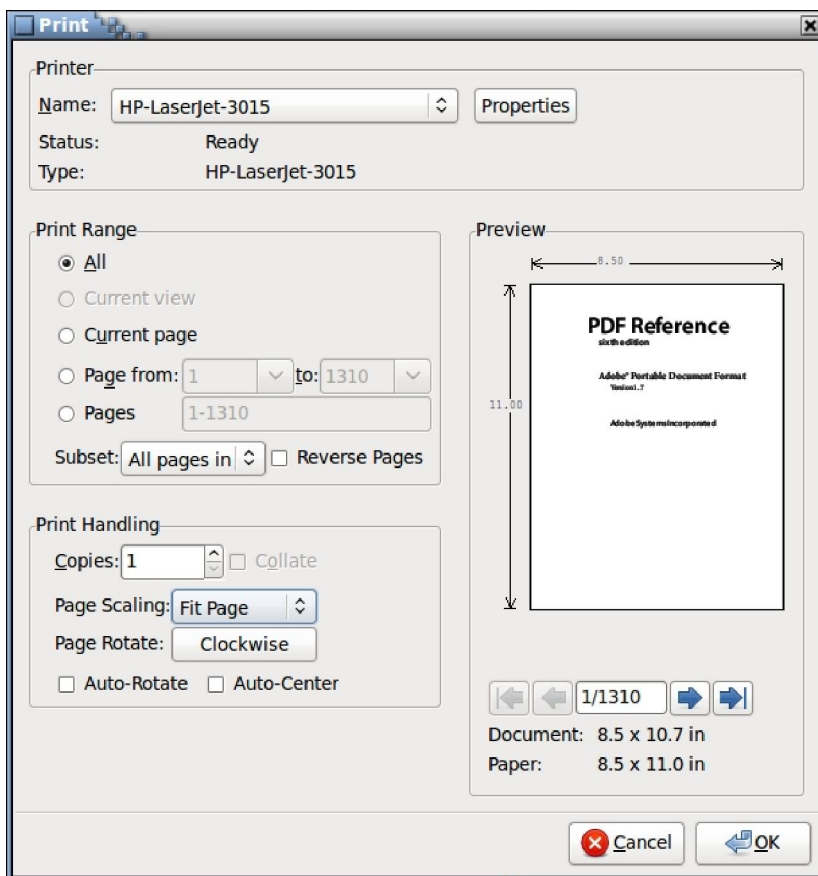 Print
Printer
Name: HP-LaserJet-3015 Properties
Status: Ready
Type: HP-LaserJet-3015
Print Range
All
Current view
Current page
Page from: 1 to: 1310
Pages 1-1310
Subset: All pages in Reverse Pages
Print Handling
Copies: 1 Collate
Page Scaling: Fit Page
Page Rotate: Clockwise
Auto-Rotate Auto-Center
Preview
8.50
11.00
PDF Reference
sixth edition
Adobe® Portable Document Format
Version 1.7
Adobe Systems Incorporated
1/1310
Document: 8.5 x 10.7 in
Paper: 8.5 x 11.0 in
Cancel OK